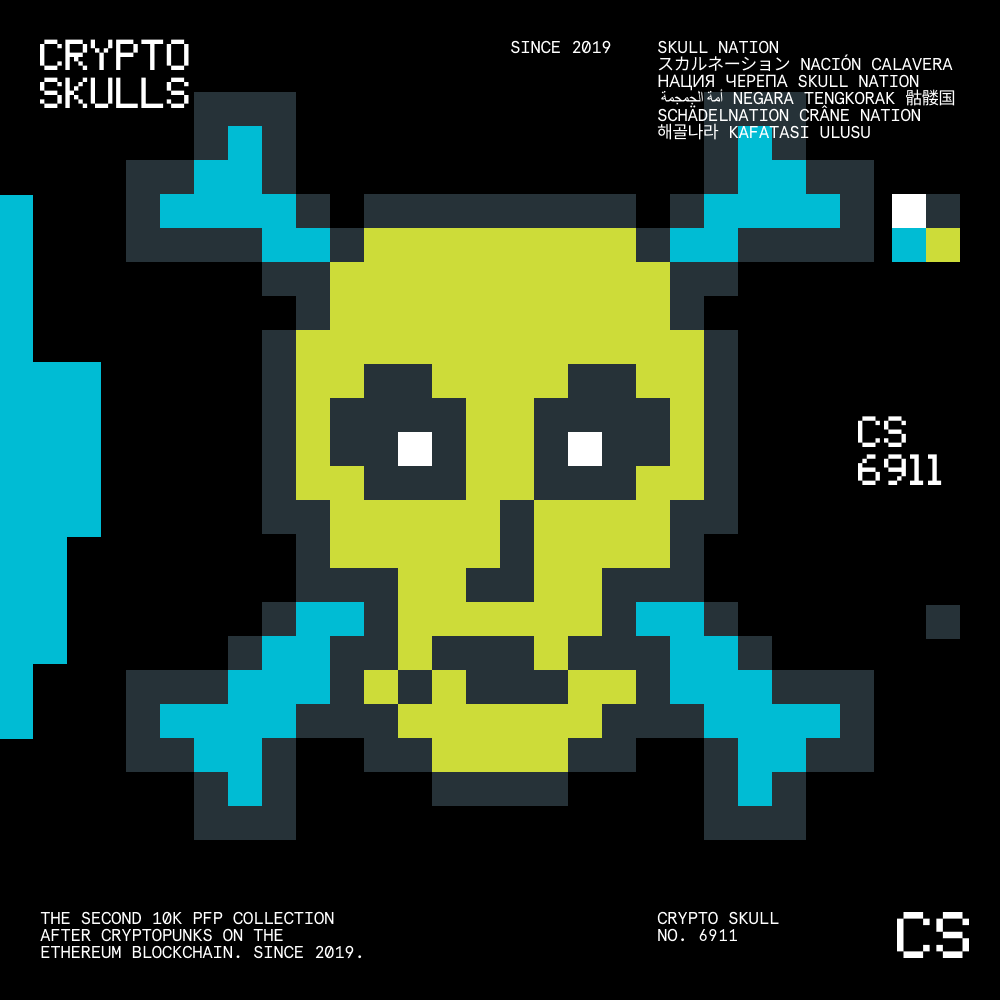 CRYPTO
SKULLS
SINCE 2019
SKULL NATION
スカルネーション NACIÓN CALAVERA
НАЦИЯ ЧЕРЕПА SKULL NATION
أمة الجمجمة NEGARA TENGKORAK 骷髅国
SCHÄDELNATION CRÂNE NATION
해골나라 KAFATASI ULUSU
CS
6911
THE SECOND 10K PFP COLLECTION
AFTER CRYPTOPUNKS ON THE
ETHEREUM BLOCKCHAIN. SINCE 2019.
CRYPTO SKULL
NO. 6911
CS